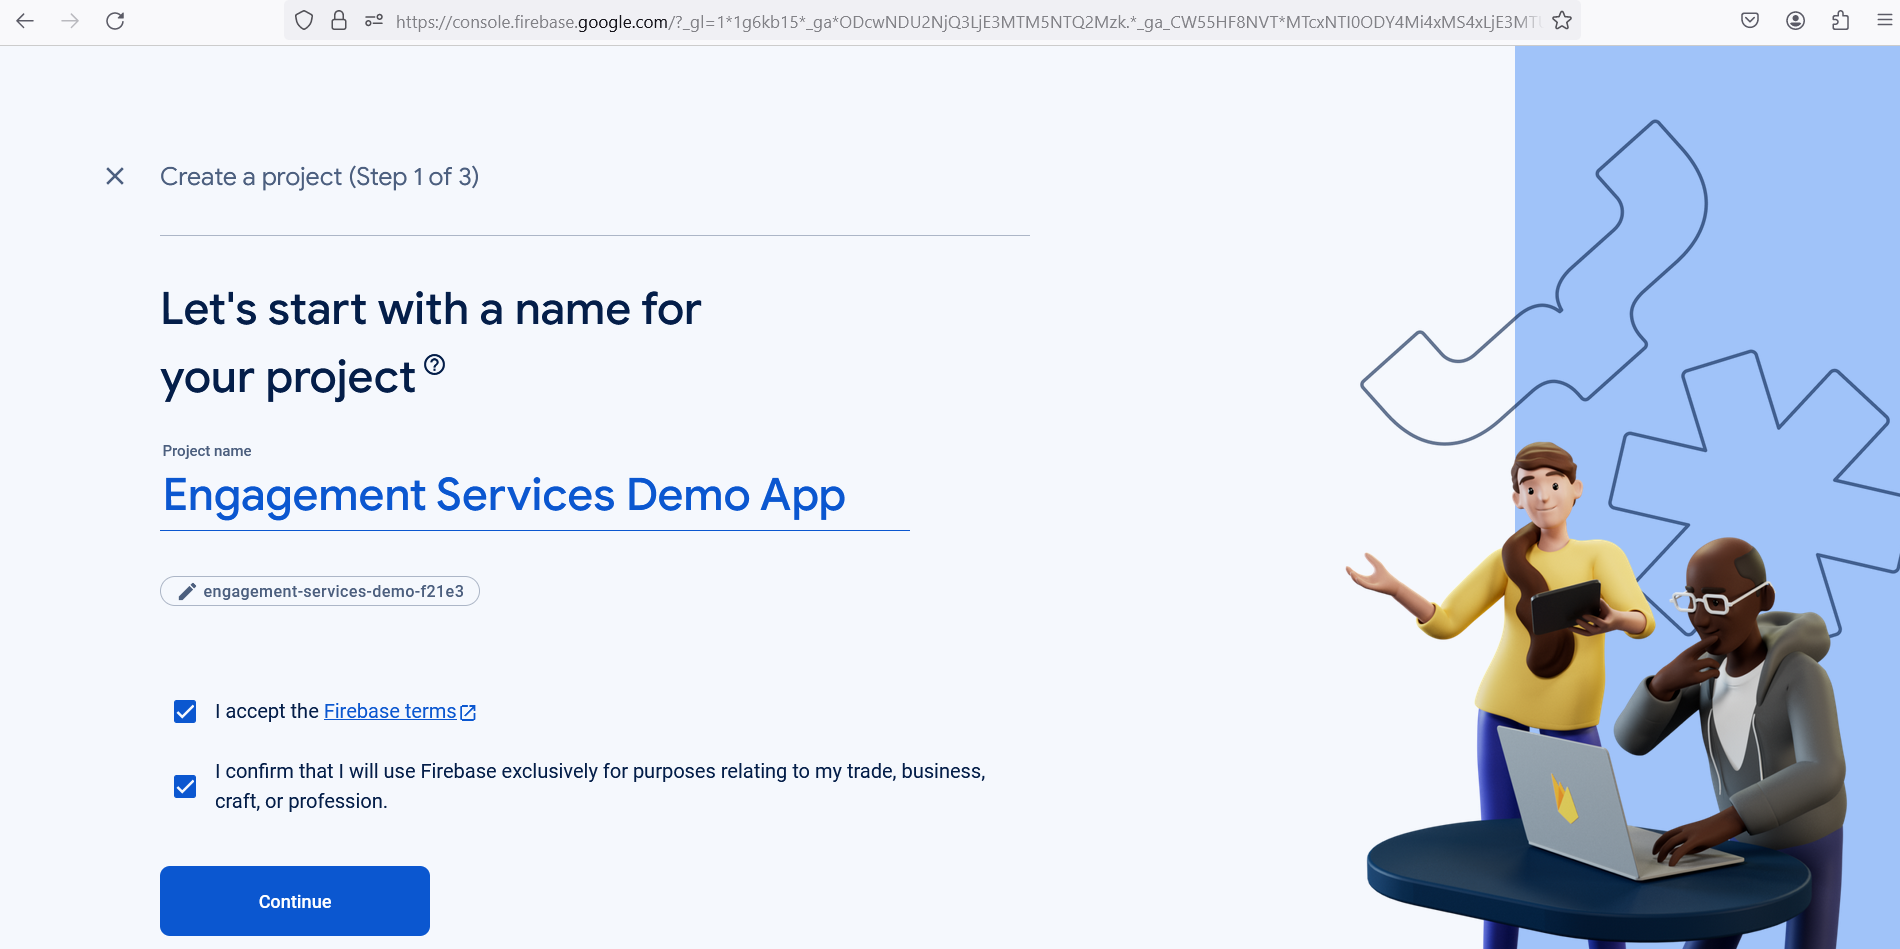 https://console.firebase.google.com/?_gl=1*1g6kb15*_ga*ODcwNDU2NjQ3LjE3MTM5NTQ2Mzk.*_ga_CW55HF8NVT*MTcxNTI0ODY4Mi4xMS4xLjE3MT
Create a project (Step 1 of 3)
Let's start with a name for
your project
Project name
Engagement Services Demo App
engagement-services-demo-f21e3
I accept the Firebase terms
I confirm that I will use Firebase exclusively for purposes relating to my trade, business,
craft, or profession.
Continue